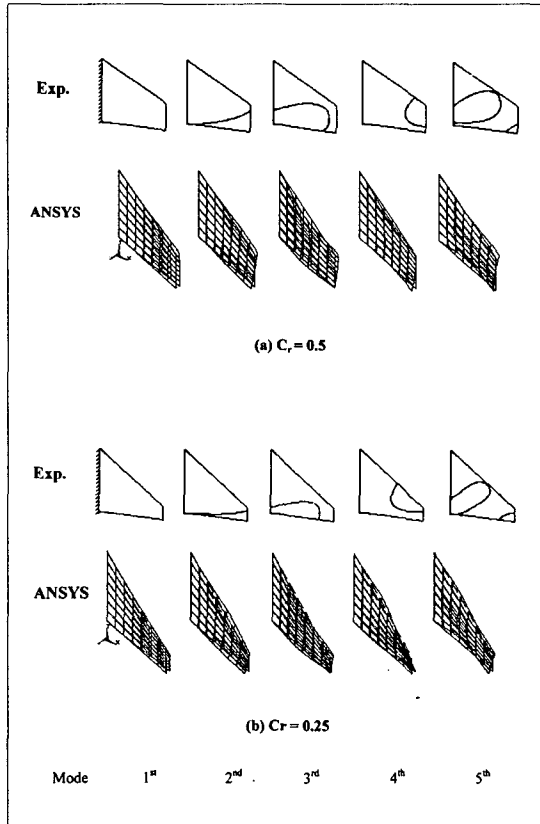 Exp.
ANSYS
(a) Cᵣ = 0.5
Exp.
ANSYS
(b) Cr = 0.25
Mode 1ˢᵗ 2ⁿᵈ 3ʳᵈ 4ᵗʰ 5ᵗʰ